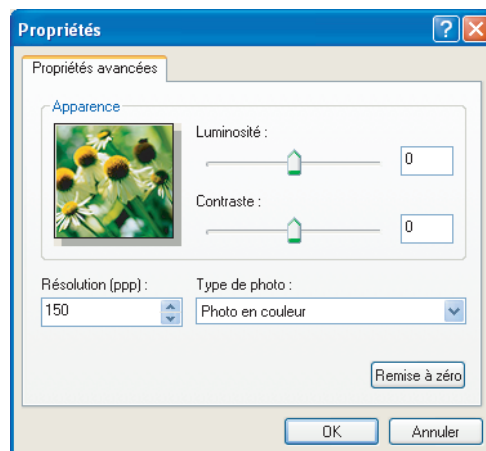 Propriétés
Propriétés avancées
Apparence
Luminosité :
0
Contraste :
0
Résolution (ppp) :
Type de photo :
150
Photo en couleur
Remise à zéro
OK
Annuler